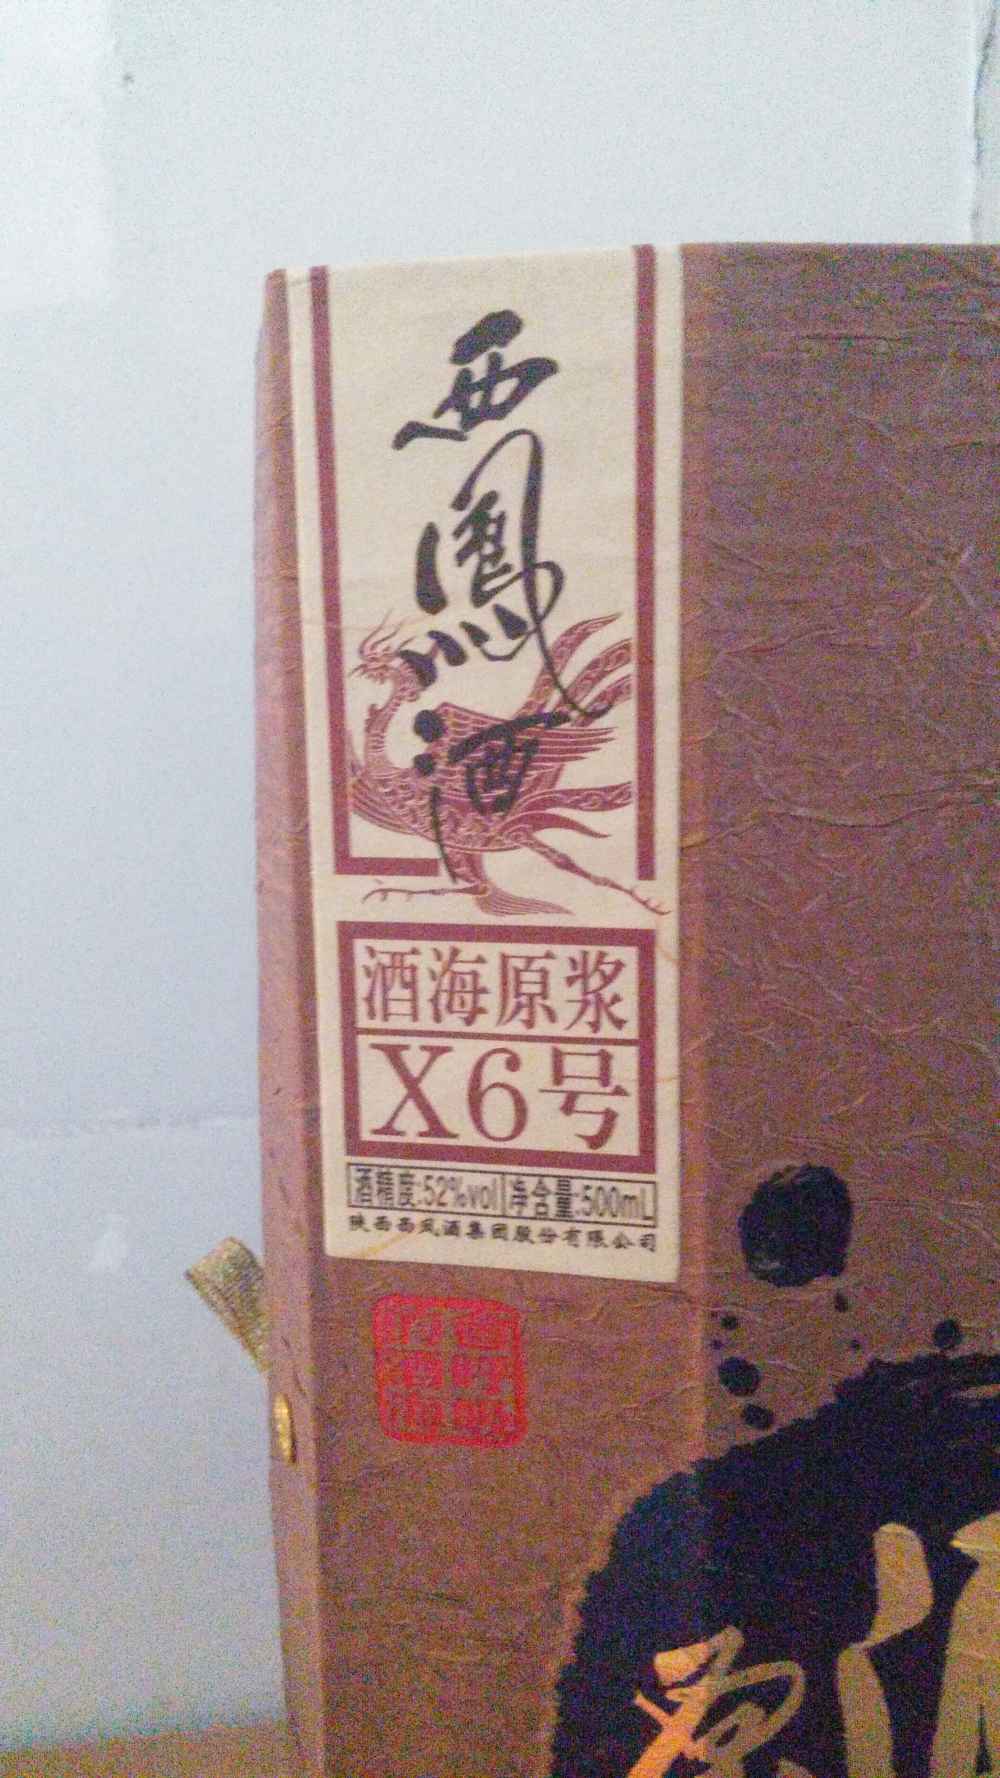 西鳳酒
酒海原浆
X6号
酒精度:52%vol 净含量:500mL
陕西西凤酒集团股份有限公司